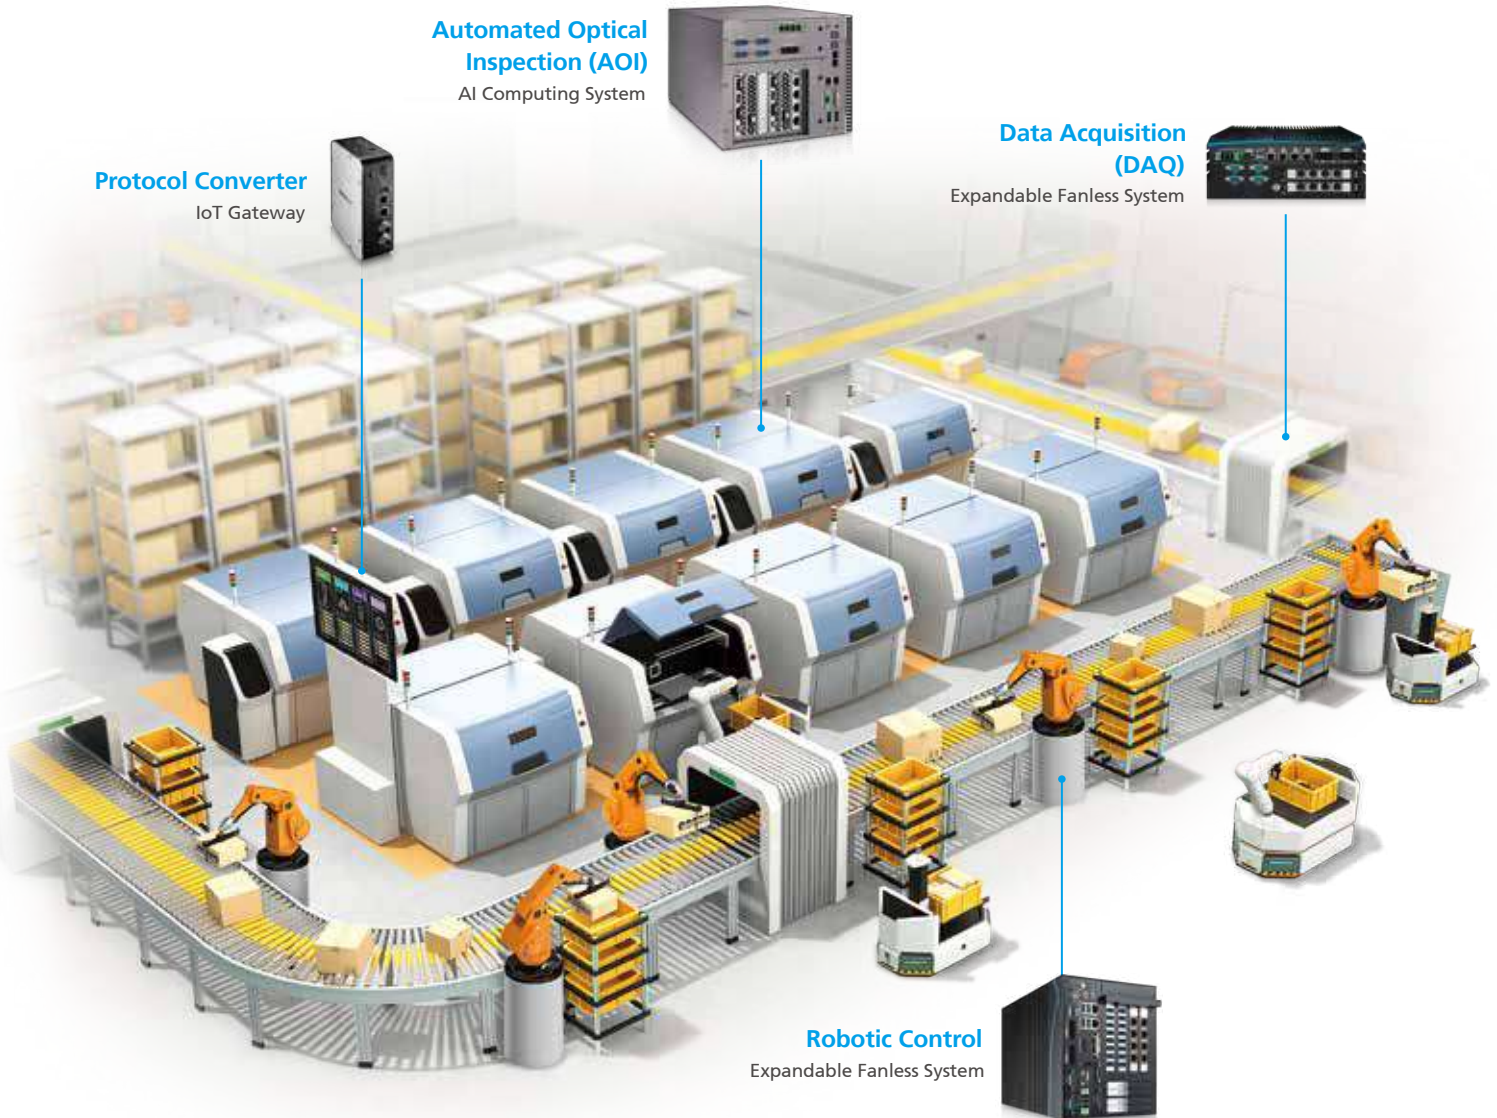 Automated Optical
Inspection (AOI)
AI Computing System
Data Acquisition
(DAQ)
Expandable Fanless System
Protocol Converter
IoT Gateway
Robotic Control
Expandable Fanless System